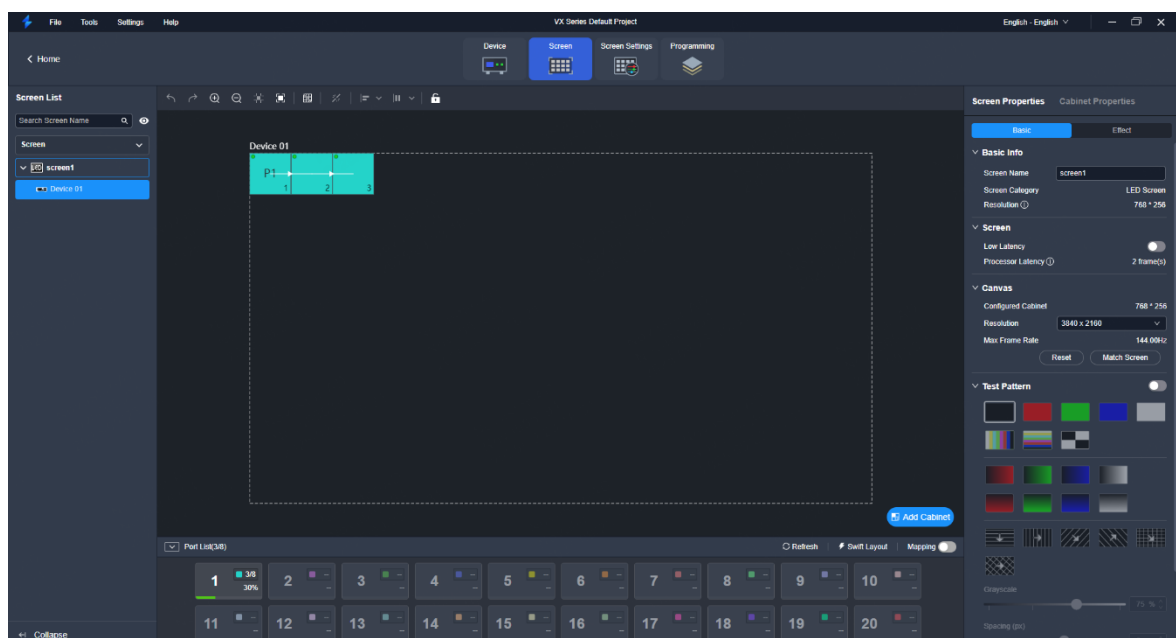 File Tools Settings Help VX Series Default Project English - English
Home Device Screen Screen Settings Programming
Screen List
Search Screen Name
Screen
screen1
Device 01
Collapse
Device 01
P1
1 2 3
Add Cabinet
Port List(3/8) Refresh Swift Layout Mapping
1 3/8 30% 2 – – 3 – – 4 – – 5 – – 6 – – 7 – – 8 – – 9 – – 10 – –
11 – – 12 – – 13 – – 14 – – 15 – – 16 – – 17 – – 18 – – 19 – – 20 – –
Screen Properties Cabinet Properties
Basic Effect
Basic Info
Screen Name screen1
Screen Category LED Screen
Resolution 768 * 256
Screen
Low Latency
Processor Latency 2 frame(s)
Canvas
Configured Cabinet 768 * 256
Resolution 3840 x 2160
Max Frame Rate 144.00Hz
Reset Match Screen
Test Pattern
Grayscale 75 %
Spacing (px)